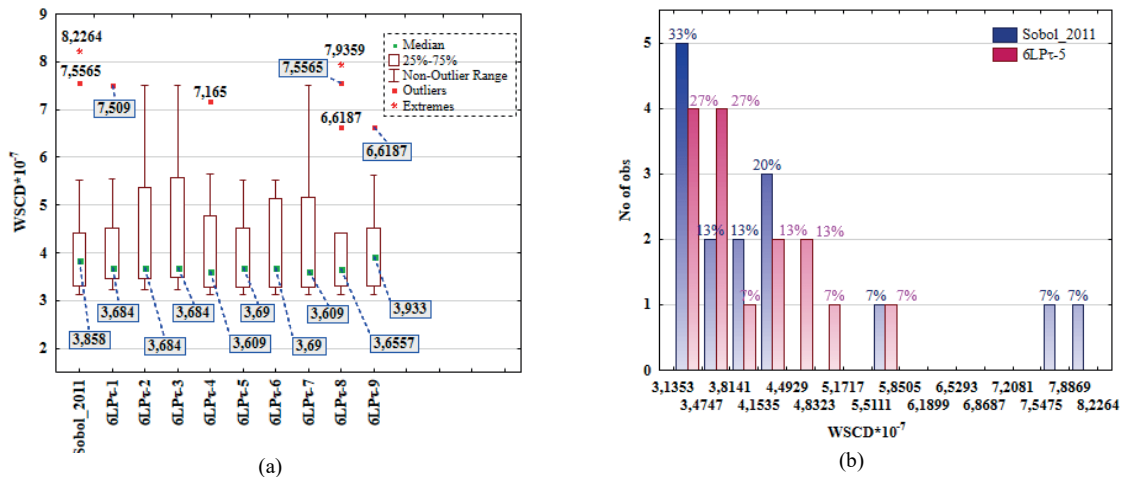 9
8
7
6
5
4
3
2
WSCD*10⁻⁷
8,2264
7,5565
7,509
7,165
7,9359
7,5565
6,6187
6,6187
Median
25%-75%
Non-Outlier Range
Outliers
Extremes
3,858
3,684
3,684
3,684
3,609
3,69
3,69
3,609
3,6557
3,933
Sobol_2011
6LPτ-1
6LPτ-2
6LPτ-3
6LPτ-4
6LPτ-5
6LPτ-6
6LPτ-7
6LPτ-8
6LPτ-9
(a)
Sobol_2011
6LPτ-5
No of obs
5
4
3
2
1
0
33%
27% 27%
20%
13% 13% 13% 13%
7% 7% 7% 7% 7% 7%
3,1353 3,8141 4,4929 5,1717 5,8505 6,5293 7,2081 7,8869
3,4747 4,1535 4,8323 5,5111 6,1899 6,8687 7,5475 8,2264
WSCD*10⁻⁷
(b)